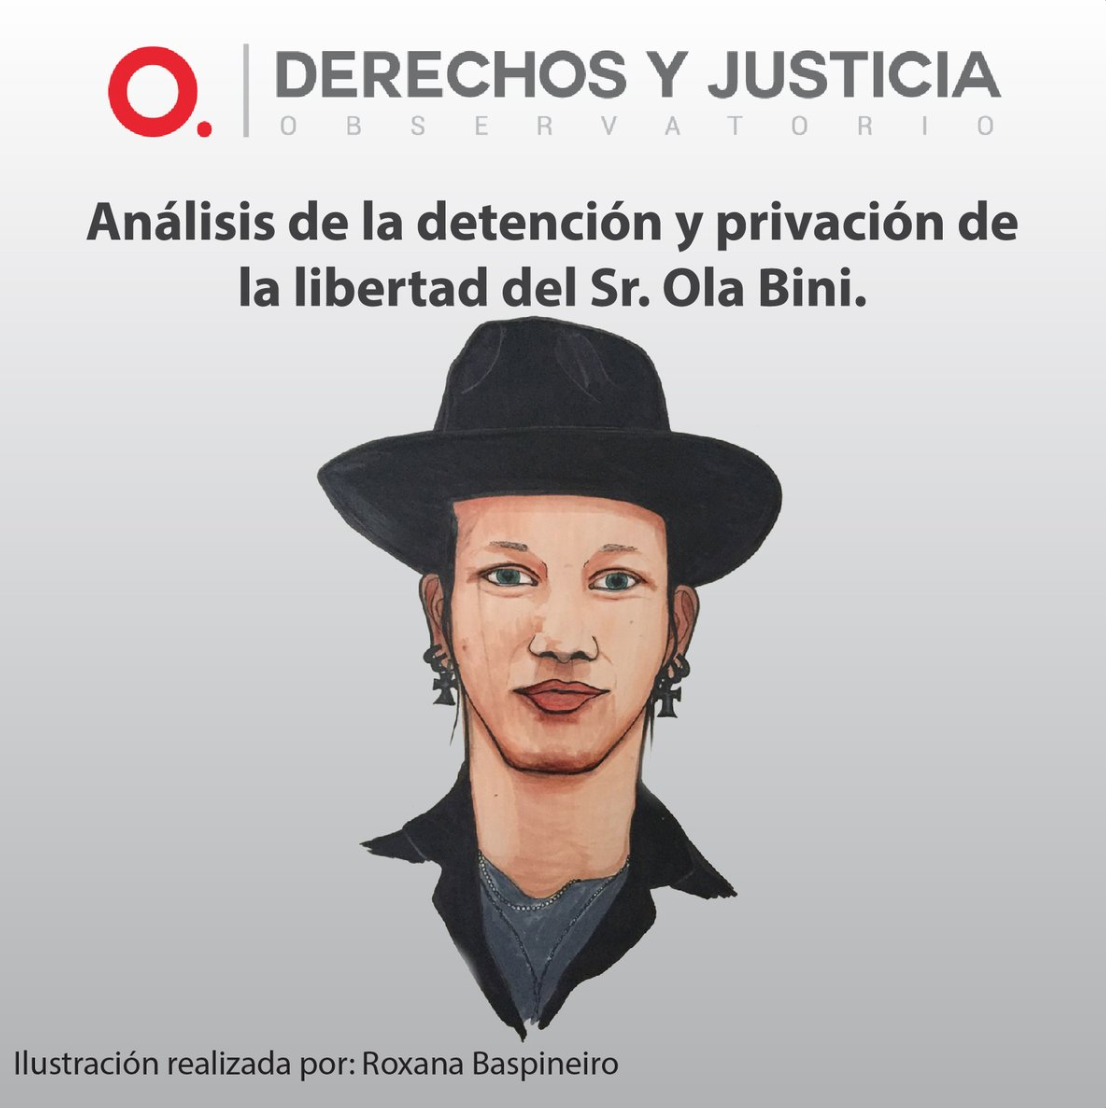 O. | DERECHOS Y JUSTICIA
OBSERVATORIO
Análisis de la detención y privación de
la libertad del Sr. Ola Bini.
Ilustración realizada por: Roxana Baspineiro